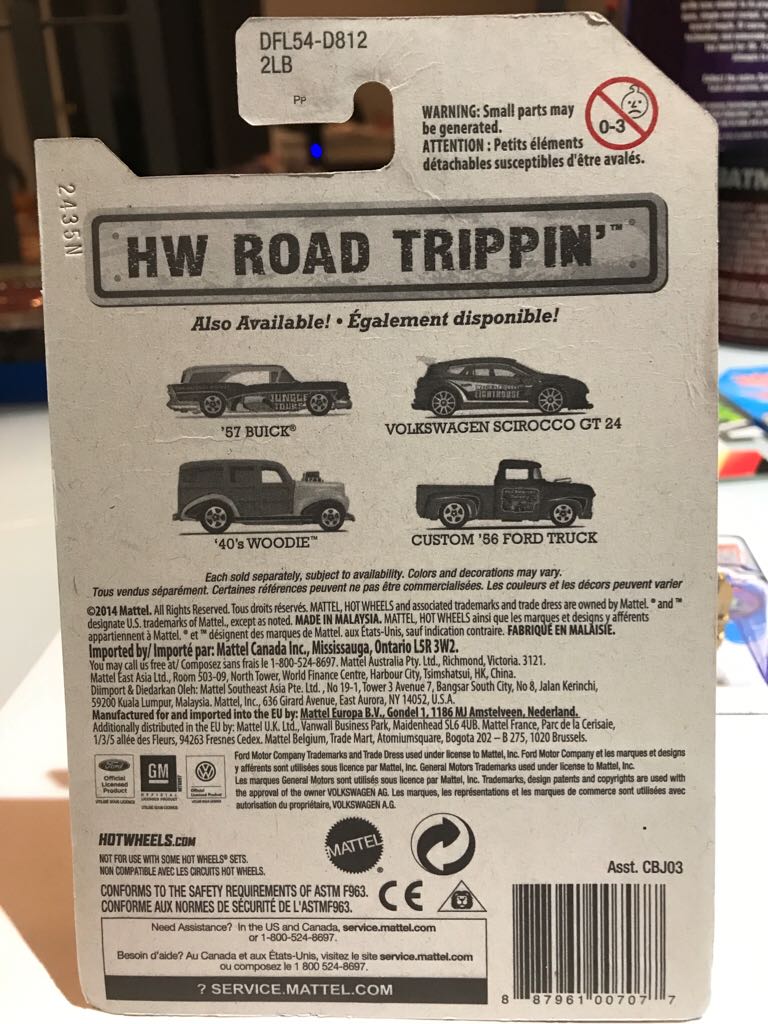 DFL54-D812
2LB
PP
WARNING: Small parts may
be generated.
ATTENTION : Petits éléments
détachables susceptibles d'être avalés.
0-3
2435N
HW ROAD TRIPPIN'™
Also Available! • Également disponible!
JUNGLE
TOURS
LIGHTHOUSE
'57 BUICK®
VOLKSWAGEN SCIROCCO GT 24
'40's WOODIE™
CUSTOM '56 FORD TRUCK
Each sold separately, subject to availability. Colors and decorations may vary.
Tous vendus séparément. Certaines références peuvent ne pas être commercialisées. Les couleurs et les décors peuvent varier
©2014 Mattel. All Rights Reserved. Tous droits réservés. MATTEL, HOT WHEELS and associated trademarks and trade dress are owned by Mattel. ® and ™
designate U.S. trademarks of Mattel, except as noted. MADE IN MALAYSIA. MATTEL, HOT WHEELS ainsi que les marques et designs y afférents
appartiennent à Mattel. ® et ™ désignent des marques de Mattel. aux États-Unis, sauf indication contraire. FABRIQUÉ EN MALAISIE.
Imported by/ Importé par: Mattel Canada Inc., Mississauga, Ontario L5R 3W2.
You may call us free at/ Composez sans frais le 1-800-524-8697. Mattel Australia Pty. Ltd., Richmond, Victoria. 3121.
Mattel East Asia Ltd., Room 503-09, North Tower, World Finance Centre, Harbour City, Tsimshatsui, HK, China.
Diimport & Diedarkan Oleh: Mattel Southeast Asia Pte. Ltd., No 19-1, Tower 3 Avenue 7, Bangsar South City, No 8, Jalan Kerinchi,
59200 Kuala Lumpur, Malaysia. Mattel, Inc., 636 Girard Avenue, East Aurora, NY 14052, U.S.A.
Manufactured for and imported into the EU by: Mattel Europa B.V., Gondel 1, 1186 MJ Amstelveen, Nederland.
Additionally distributed in the EU by: Mattel U.K. Ltd., Vanwall Business Park, Maidenhead SL6 4UB. Mattel France, Parc de la Cerisaie,
1/3/5 allée des Fleurs, 94263 Fresnes Cedex. Mattel Belgium, Trade Mart, Atomiumsquare, Bogota 202 – B 275, 1020 Brussels.
Ford
Official
Licensed
Product
GM
OFFICIAL
LICENSED PRODUCT
Official
Licensed Product
Ford Motor Company Trademarks and Trade Dress used under license to Mattel, Inc. Ford Motor Company et les marques et designs
y afférents sont utilisés sous licence par Mattel, Inc. General Motors Trademarks used under license to Mattel, Inc.
Les marques General Motors sont utilisés sous licence par Mattel, Inc. Trademarks, design patents and copyrights are used with
the approval of the owner VOLKSWAGEN AG. Les marques, les représentations et les marques de commerce sont utilisées avec
autorisation du propriétaire, VOLKSWAGEN A.G.
HOTWHEELS.COM
NOT FOR USE WITH SOME HOT WHEELS® SETS.
NON COMPATIBLE AVEC LES CIRCUITS HOT WHEELS.
MATTEL®
Asst. CBJ03
CONFORMS TO THE SAFETY REQUIREMENTS OF ASTM F963.
CONFORME AUX NORMES DE SÉCURITÉ DE L'ASTMF963.
CE
Need Assistance? In the US and Canada, service.mattel.com
or 1-800-524-8697.
Besoin d'aide? Au Canada et aux États-Unis, visitez le site service.mattel.com
ou composez le 1 800 524-8697.
? SERVICE.MATTEL.COM
8 87961 00707 7